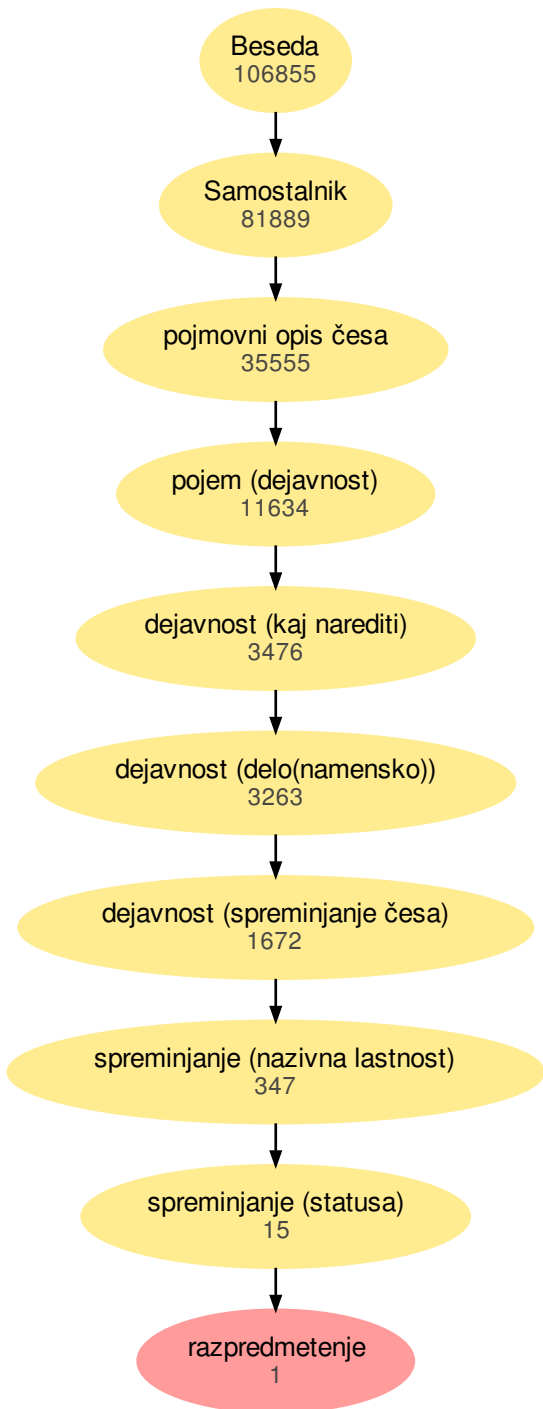 Beseda
106855
Samostalnik
81889
pojmovni opis česa
35555
pojem (dejavnost)
11634
dejavnost (kaj narediti)
3476
dejavnost (delo(namensko))
3263
dejavnost (spreminjanje česa)
1672
spreminjanje (nazivna lastnost)
347
spreminjanje (statusa)
15
razpredmetenje
1